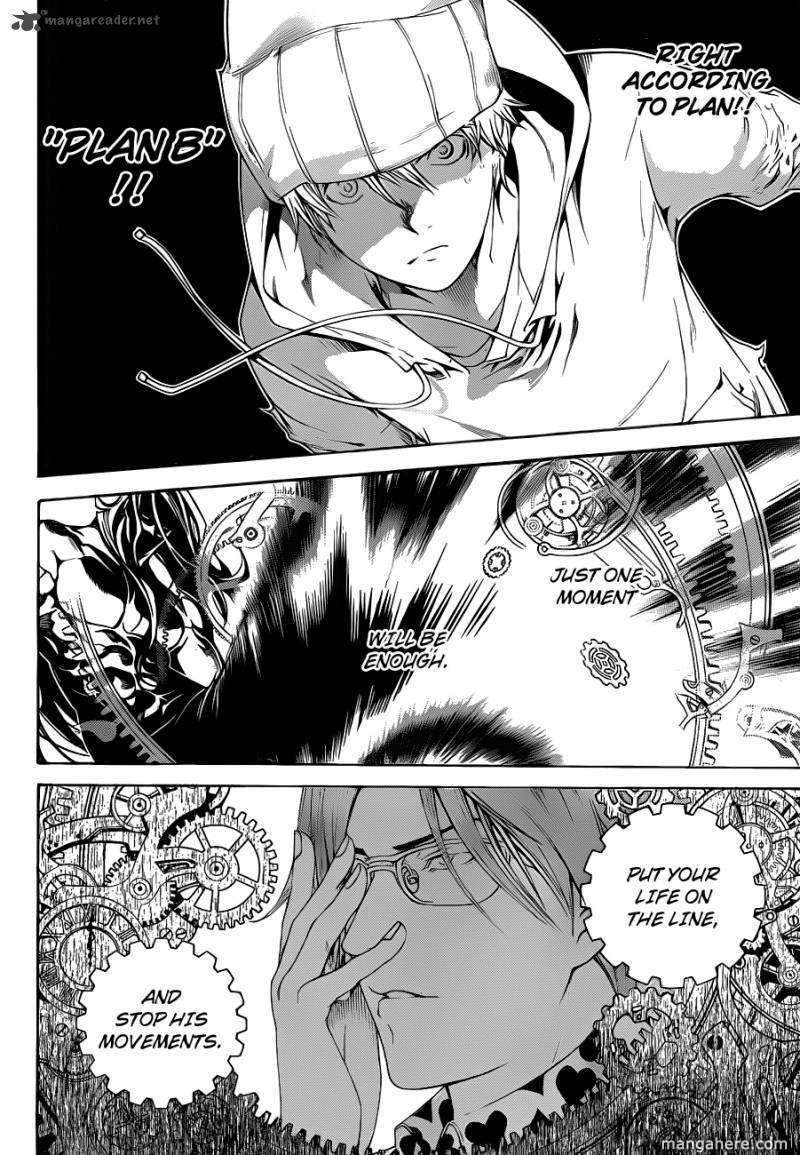 mangareader.net
RIGHT
ACCORDING
TO PLAN!!
"PLAN B"
!!
JUST ONE
MOMENT
WILL BE
ENOUGH.
PUT YOUR
LIFE ON
THE LINE,
AND
STOP HIS
MOVEMENTS.
mangahere.com